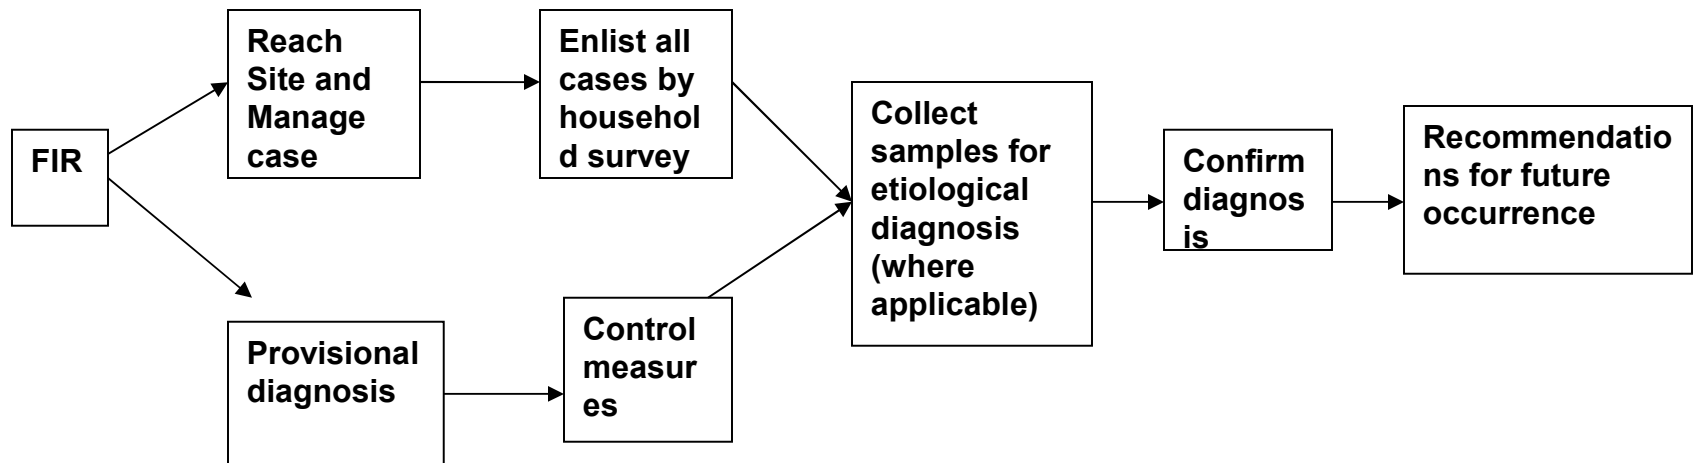 FIR
Reach
Site and
Manage
case
Enlist all
cases by
househol
d survey
Provisional
diagnosis
Control
measur
es
Collect
samples for
etiological
diagnosis
(where
applicable)
Confirm
diagnos
is
Recommendatio
ns for future
occurrence